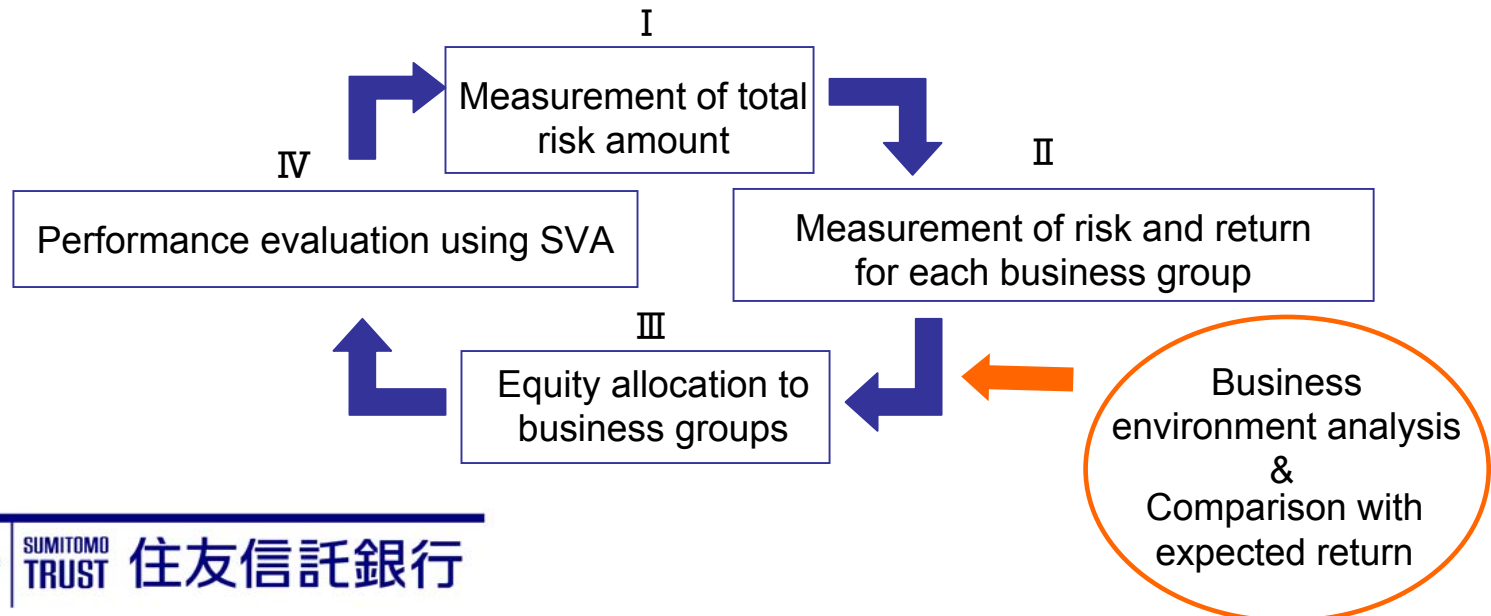 Ⅰ
Measurement of total
risk amount
Ⅱ
Measurement of risk and return
for each business group
Ⅲ
Equity allocation to
business groups
Ⅳ
Performance evaluation using SVA
Business
environment analysis
&
Comparison with
expected return
SUMITOMO
TRUST 住友信託銀行